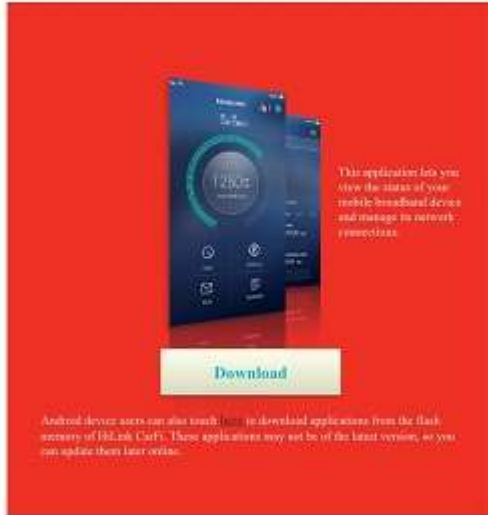 1250
This application lets you
view the status of your
mobile broadband device
and manage its network
connections.
Download
Android device users can also touch here to download applications from the flash
memory of HiLink CarFi. These applications may not be of the latest version, so you
can update them later online.